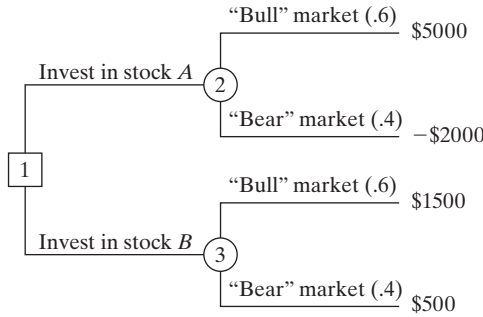 “Bull” market (.6)
$5000
Invest in stock A
2
“Bear” market (.4)
−$2000
1
“Bull” market (.6)
$1500
Invest in stock B
3
“Bear” market (.4)
$500